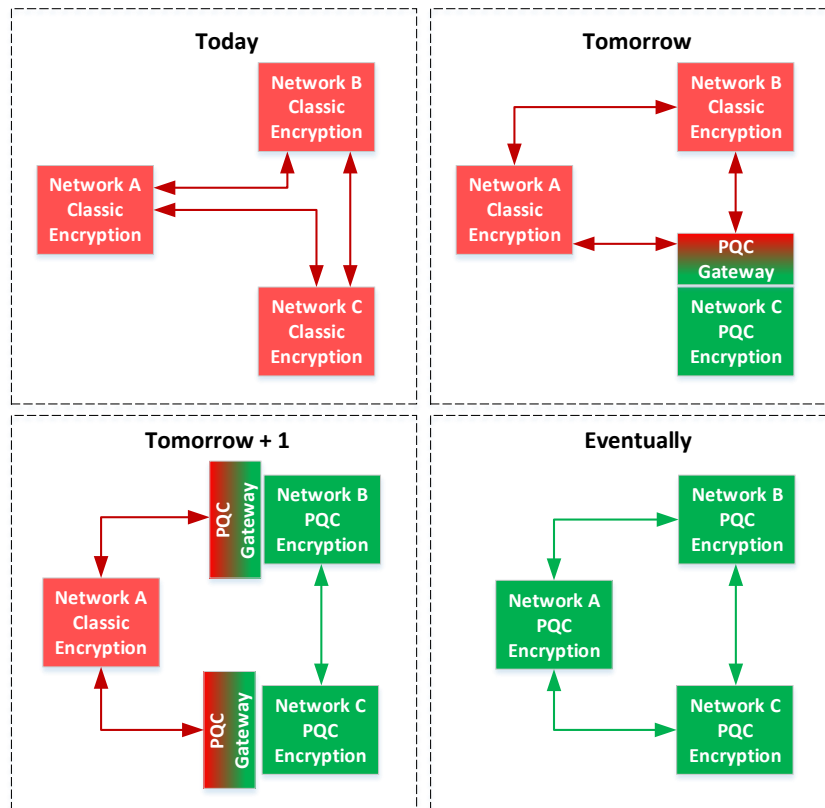 Today
Network B
Classic
Encryption
Network A
Classic
Encryption
Network C
Classic
Encryption
Tomorrow
Network B
Classic
Encryption
Network A
Classic
Encryption
PQC
Gateway
Network C
PQC
Encryption
Tomorrow + 1
PQC
Gateway
Network B
PQC
Encryption
Network A
Classic
Encryption
PQC
Gateway
Network C
PQC
Encryption
Eventually
Network B
PQC
Encryption
Network A
PQC
Encryption
Network C
PQC
Encryption